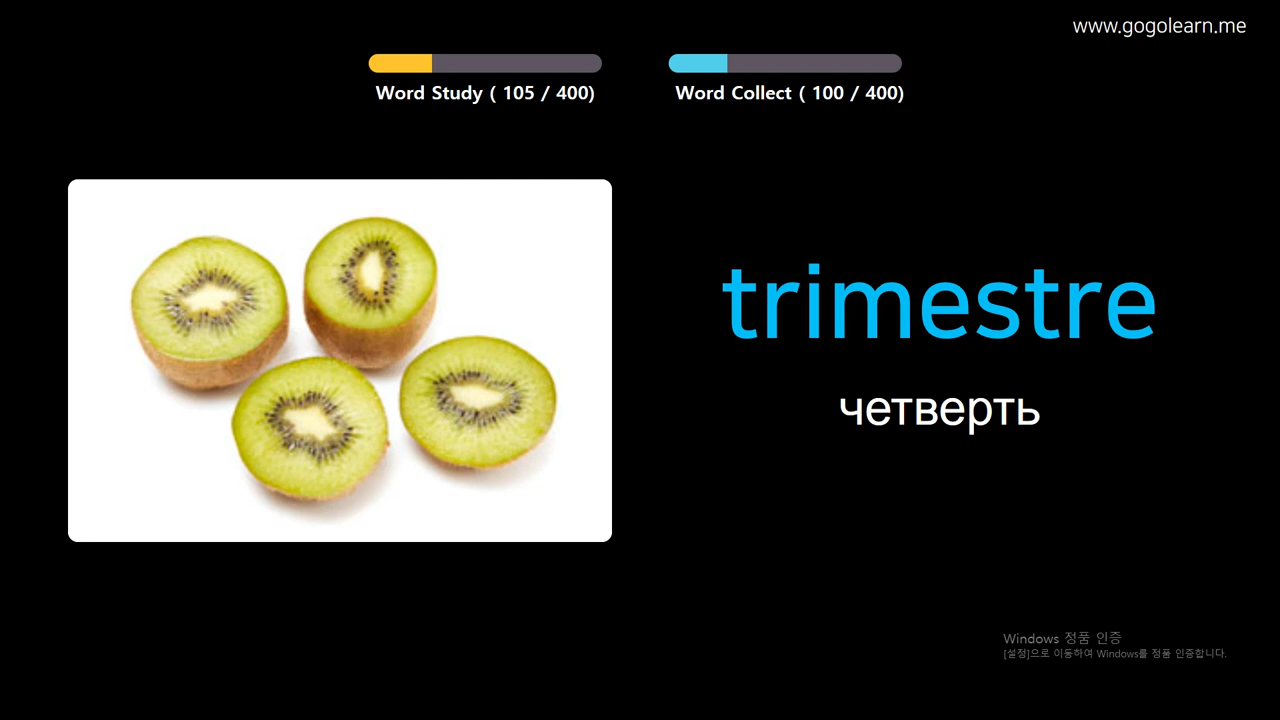 www.gogolearn.me
Word Study ( 105 / 400)
Word Collect ( 100 / 400)
trimestre
четверть
Windows 정품 인증
[설정]으로 이동하여 Windows를 정품 인증합니다.